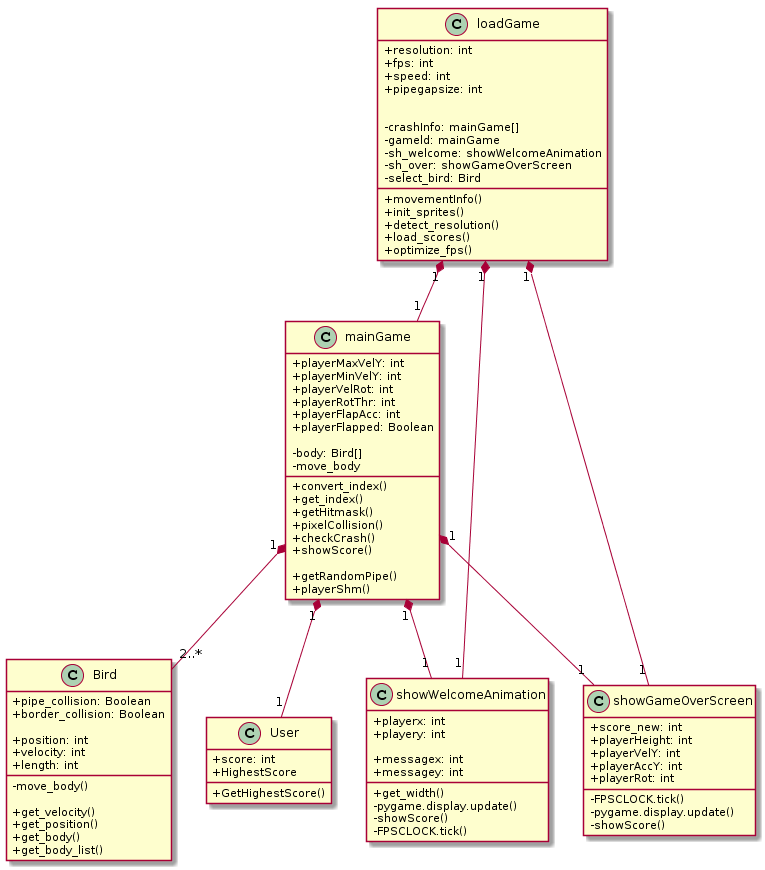 C loadGame
+resolution: int
+fps: int
+speed: int
+pipegapsize: int
-crashInfo: mainGame[]
-gameId: mainGame
-sh_welcome: showWelcomeAnimation
-sh_over: showGameOverScreen
-select_bird: Bird
+movementInfo()
+init_sprites()
+detect_resolution()
+load_scores()
+optimize_fps()
1 1 1
1
C mainGame
+playerMaxVelY: int
+playerMinVelY: int
+playerVelRot: int
+playerRotThr: int
+playerFlapAcc: int
+playerFlapped: Boolean
-body: Bird[]
-move_body
+convert_index()
+get_index()
+getHitmask()
+pixelCollision()
+checkCrash()
+showScore()
+getRandomPipe()
+playerShm()
1 1
1 1
2..* 1 1 1 1 1
C Bird
+pipe_collision: Boolean
+border_collision: Boolean
+position: int
+velocity: int
+length: int
-move_body()
+get_velocity()
+get_position()
+get_body()
+get_body_list()
C User
+score: int
+HighestScore
+GetHighestScore()
C showWelcomeAnimation
+playerx: int
+playery: int
+messagex: int
+messagey: int
+get_width()
-pygame.display.update()
-showScore()
-FPSCLOCK.tick()
C showGameOverScreen
+score_new: int
+playerHeight: int
+playerVelY: int
+playerAccY: int
+playerRot: int
-FPSCLOCK.tick()
-pygame.display.update()
-showScore()